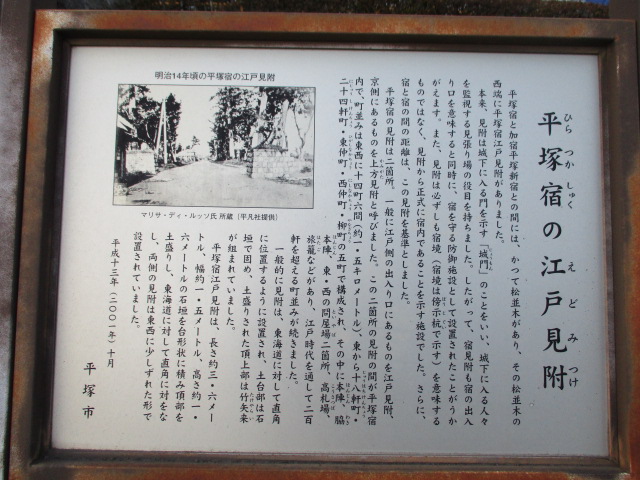 平塚宿の江戸見附
ひらつかしゅく えどみつけ
平塚宿と加宿平塚新宿との間には、かつて松並木があり、その松並木の
西端に平塚宿江戸見附がありました。
本来、見附は城下に入る門を示す「城門」のことをいい、城下に入る人々
を監視する見張り場の役目を持ちました。したがって、宿見附も宿の出入
り口を意味すると同時に、宿を守る防御施設として設置されたことがうか
がえます。また、見附は必ずしも宿境（宿境は傍示杭で示す）を意味する
ものではなく、見附から正式に宿内であることを示す施設でした。さらに、
宿と宿の間の距離は、この見附を基準としました。
平塚宿の見附は二箇所、一般に江戸側の出入り口にあるものを江戸見附、
京側にあるものを上方見附と呼びました。この二箇所の見附の間が平塚宿
内で、町並みは東西に十四町六間（約一・五キロメートル）、東から十八軒町・
二十四軒町・東仲町・西仲町・柳町の五町で構成され、その中に本陣、脇
本陣、東・西の問屋場二箇所、高札場、
旅籠などがあり、江戸時代を通して二百
軒を超える町並みが続きました。
一般的に見附は、東海道に対して直角
に位置するように設置され、土台部は石
垣で固め、土盛りされた頂上部は竹矢来
が組まれていました。
平塚宿江戸見附は、長さ約三・六メー
トル、幅約一・五メートル、高さ約一・
六メートルの石垣を台形状に積み頂部を
土盛りし、東海道に対して直角に対をな
し、両側の見附は東西に少しずれた形で
設置されていました。
平成十三年（二〇〇一年）十月
平塚市
明治14年頃の平塚宿の江戸見附
マリサ・ディ・ルッソ氏 所蔵（平凡社提供）